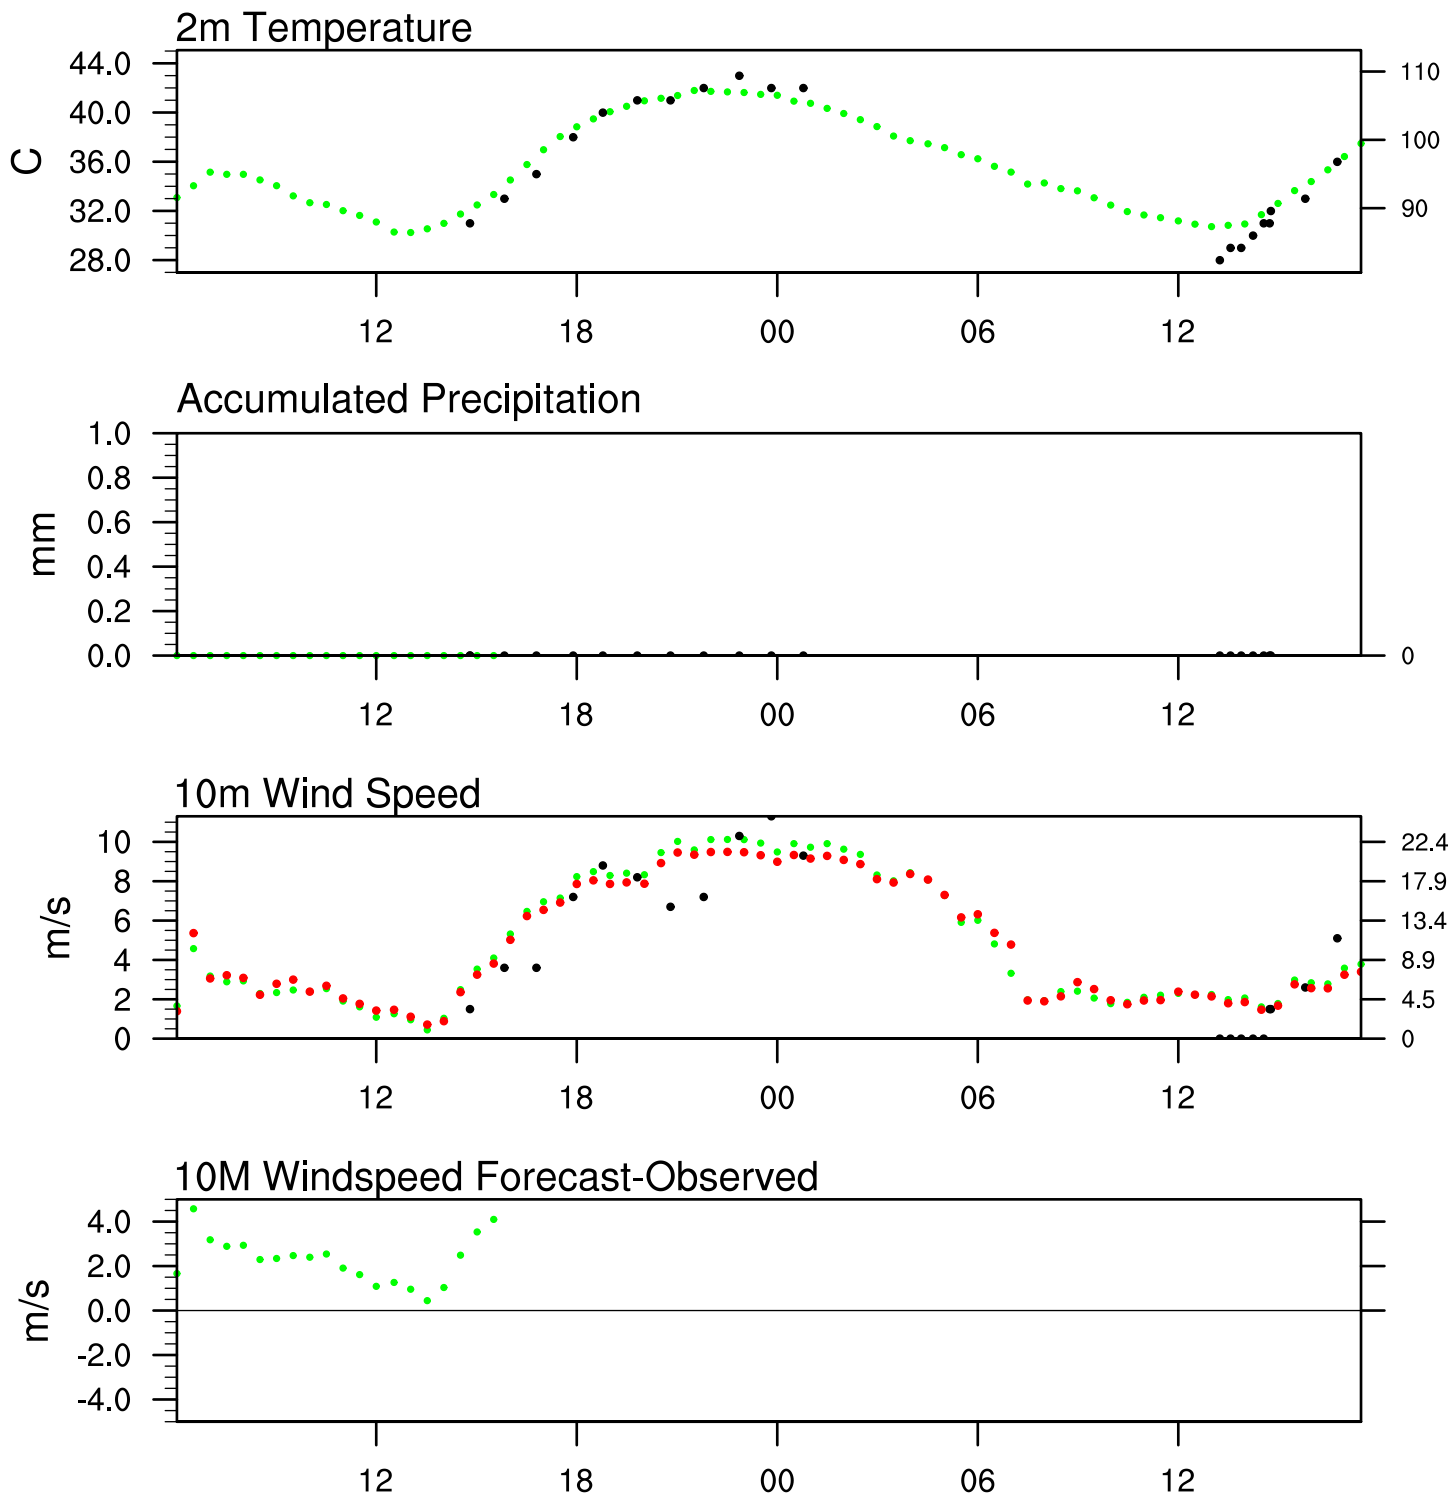 2m Temperature
44.0
40.0
36.0
32.0
28.0
C
110
100
90
12 18 00 06 12
Accumulated Precipitation
1.0
0.8
0.6
0.4
0.2
0.0
mm
0
12 18 00 06 12
10m Wind Speed
10
8
6
4
2
0
m/s
22.4
17.9
13.4
8.9
4.5
0
12 18 00 06 12
10M Windspeed Forecast-Observed
4.0
2.0
0.0
-2.0
-4.0
m/s
12 18 00 06 12